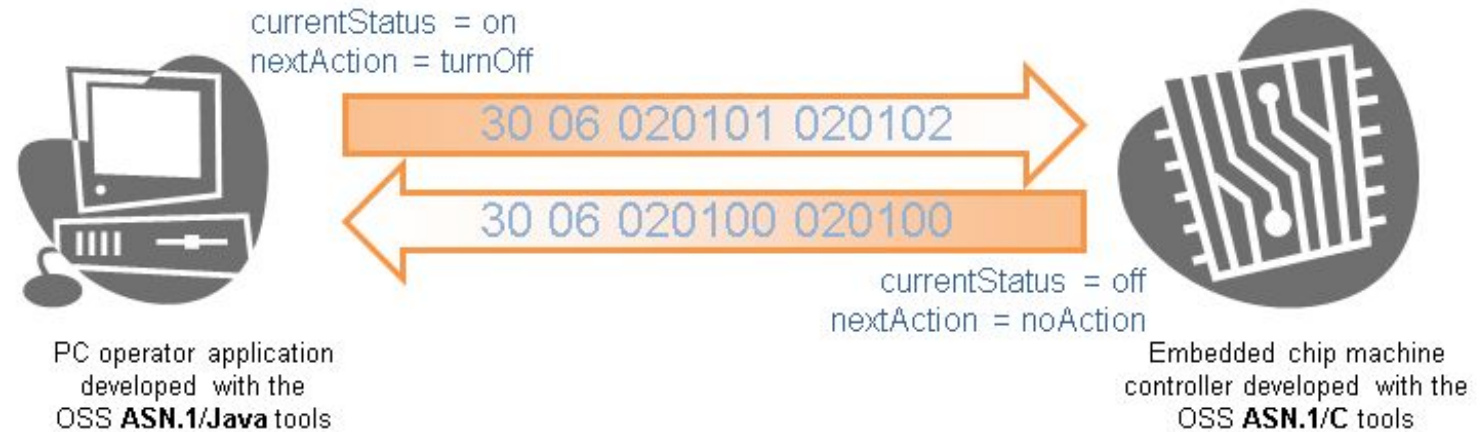 currentStatus = on
nextAction = turnOff
30 06 020101 020102
30 06 020100 020100
currentStatus = off
nextAction = noAction
PC operator application
developed with the
OSS ASN.1/Java tools
Embedded chip machine
controller developed with the
OSS ASN.1/C tools